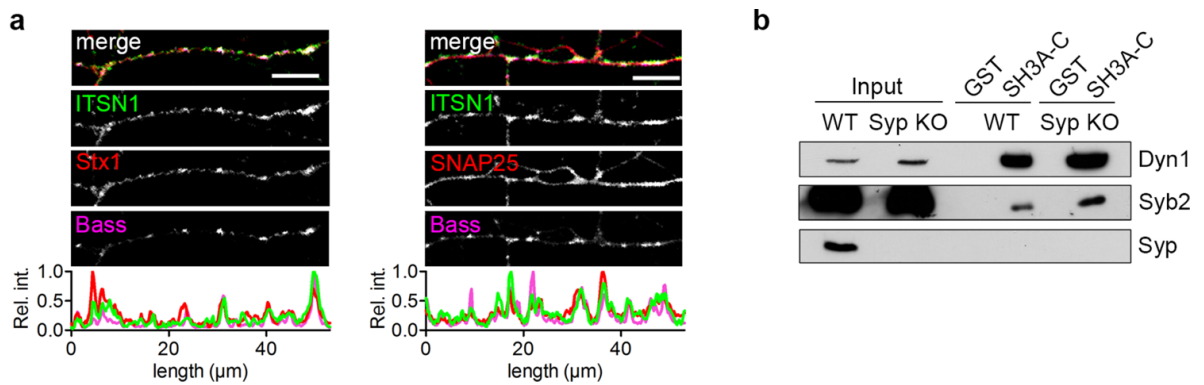 a
merge
ITSN1
Stx1
Bass
Rel. int.
1.0
0.5
0.0
0 20 40
length (µm)
merge
ITSN1
SNAP25
Bass
Rel. int.
1.0
0.5
0.0
0 20 40 60
length (µm)
b
Input GST SH3A-C GST SH3A-C
WT Syp KO WT Syp KO
Dyn1
Syb2
Syp